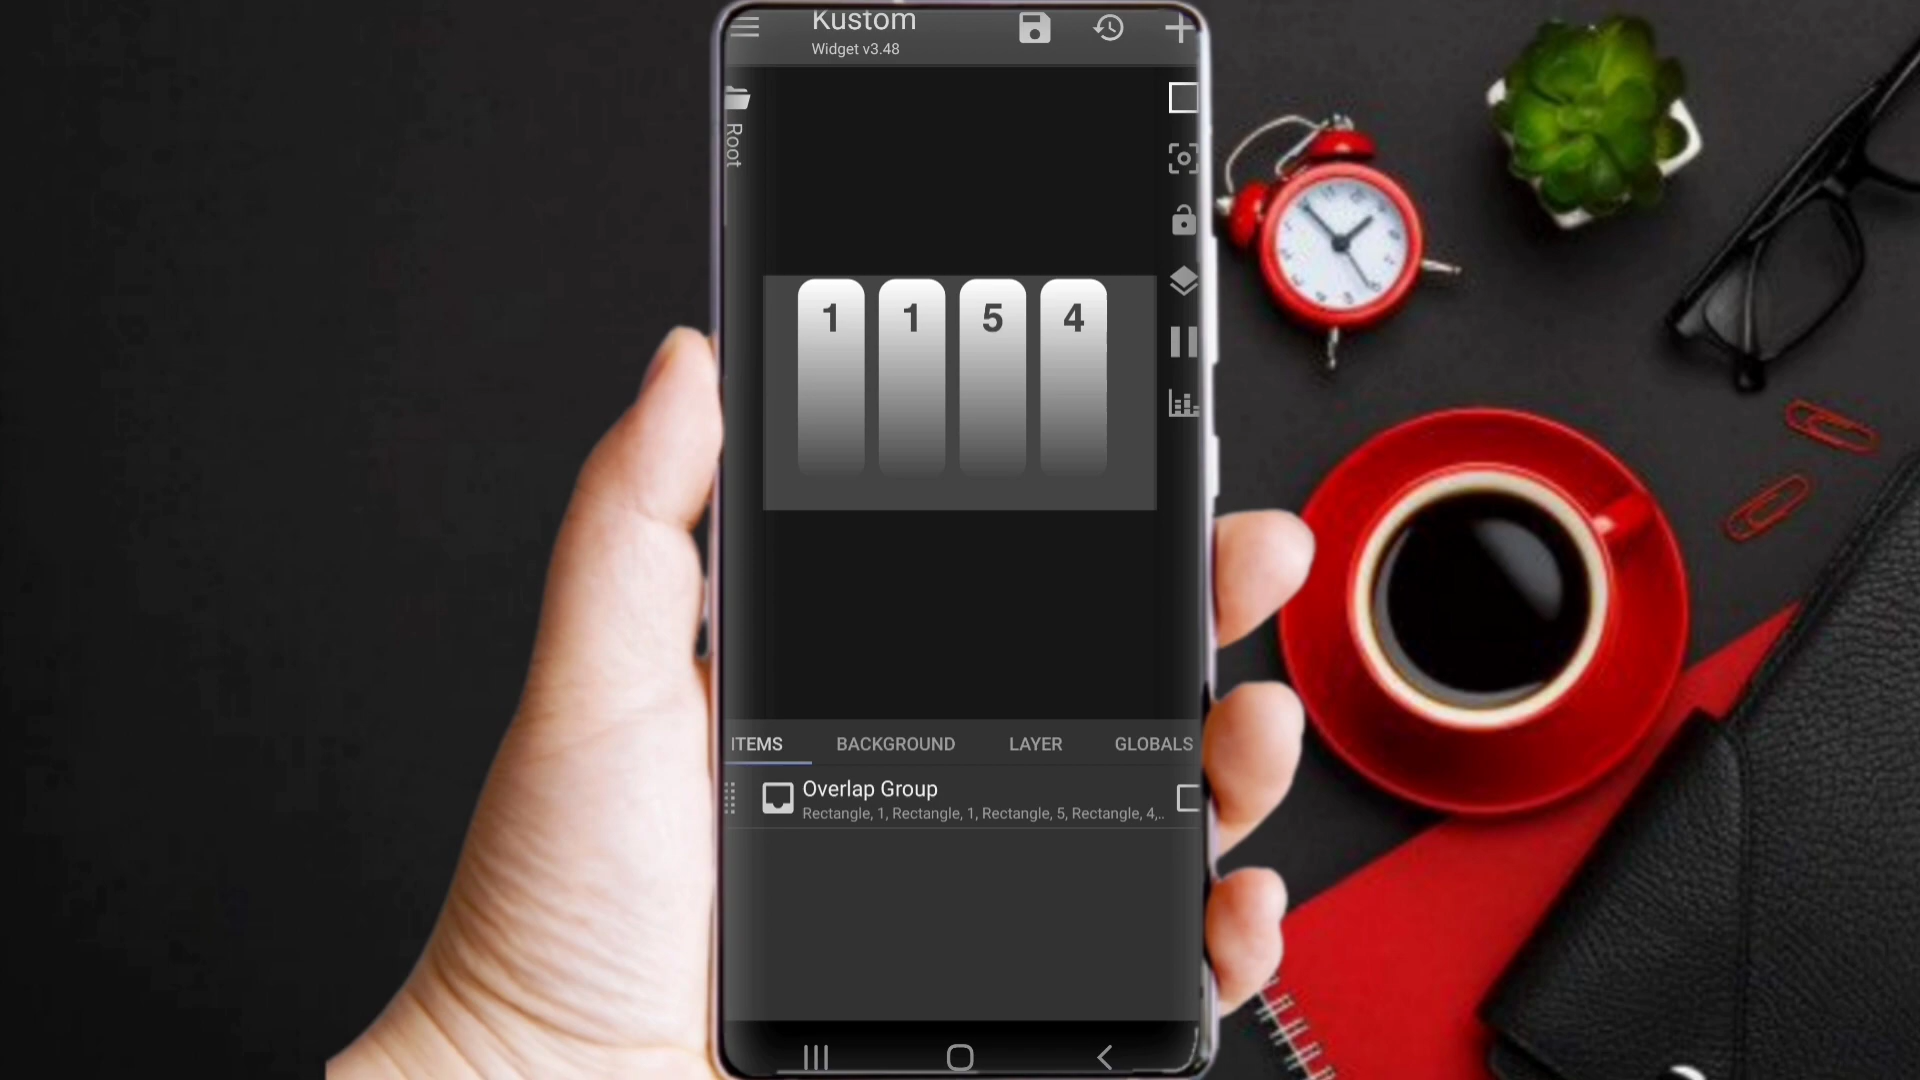 Kustom
Widget v3.48
Root
1 1 5 4
ITEMS BACKGROUND LAYER GLOBALS
Overlap Group
Rectangle, 1, Rectangle, 1, Rectangle, 5, Rectangle, 4,..